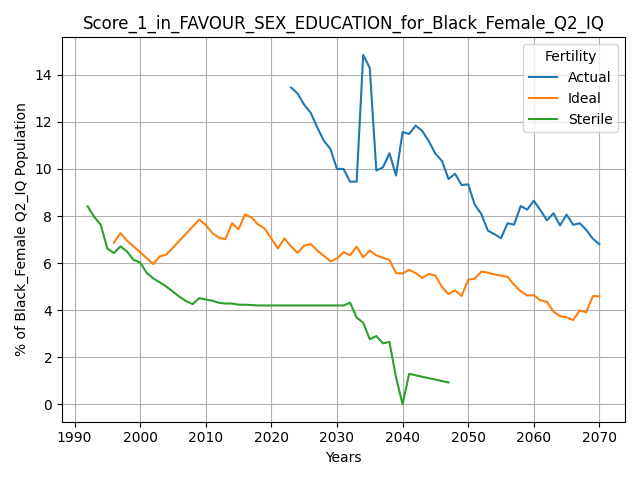 Score_1_in_FAVOUR_SEX_EDUCATION_for_Black_Female_Q2_IQ
% of Black_Female Q2_IQ Population
14
12
10
8
6
4
2
0
Fertility
Actual
Ideal
Sterile
1990 2000 2010 2020 2030 2040 2050 2060 2070
Years